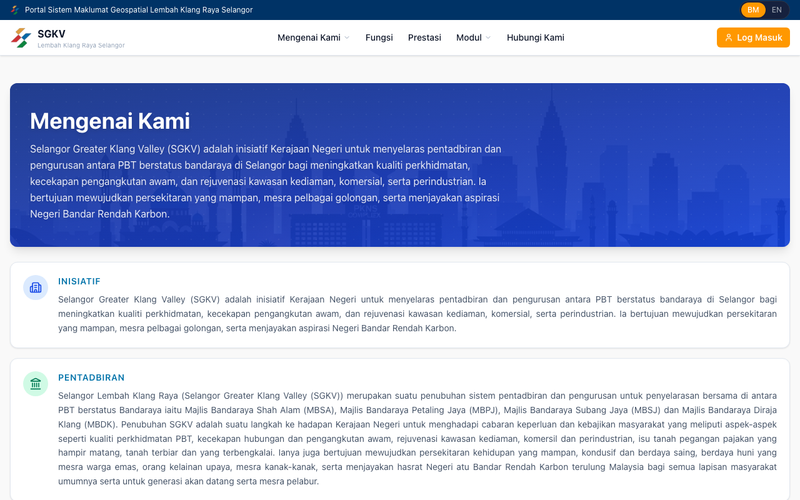 Portal Sistem Maklumat Geospatial Lembah Klang Raya Selangor
BM
EN
SGKV
Lembah Klang Raya Selangor
Mengenai Kami
Fungsi
Prestasi
Modul
Hubungi Kami
Log Masuk
Mengenai Kami
Selangor Greater Klang Valley (SGKV) adalah inisiatif Kerajaan Negeri untuk menyelaras pentadbiran dan
pengurusan antara PBT berstatus bandaraya di Selangor bagi meningkatkan kualiti perkhidmatan,
kecekapan pengangkutan awam, dan rejuvenasi kawasan kediaman, komersial, serta perindustrian. Ia
bertujuan mewujudkan persekitaran yang mampan, mesra pelbagai golongan, serta menjayakan aspirasi
Negeri Bandar Rendah Karbon.
INISIATIF
Selangor Greater Klang Valley (SGKV) adalah inisiatif Kerajaan Negeri untuk menyelaras pentadbiran dan pengurusan antara PBT berstatus bandaraya di Selangor bagi
meningkatkan kualiti perkhidmatan, kecekapan pengangkutan awam, dan rejuvenasi kawasan kediaman, komersial, serta perindustrian. Ia bertujuan mewujudkan persekitaran
yang mampan, mesra pelbagai golongan, serta menjayakan aspirasi Negeri Bandar Rendah Karbon.
PENTADBIRAN
Selangor Lembah Klang Raya (Selangor Greater Klang Valley (SGKV)) merupakan suatu penubuhan sistem pentadbiran dan pengurusan untuk penyelarasan bersama di antara
PBT berstatus Bandaraya iaitu Majlis Bandaraya Shah Alam (MBSA), Majlis Bandaraya Petaling Jaya (MBPJ), Majlis Bandaraya Subang Jaya (MBSJ) dan Majlis Bandaraya Diraja
Klang (MBDK). Penubuhan SGKV adalah suatu langkah ke hadapan Kerajaan Negeri untuk menghadapi cabaran keperluan dan kebajikan masyarakat yang meliputi aspek-aspek
seperti kualiti perkhidmatan PBT, kecekapan hubungan dan pengangkutan awam, rejuvenasi kawasan kediaman, komersil dan perindustrian, isu tanah pegangan pajakan yang
hampir matang, tanah terbiar dan yang terbengkalai. Ianya juga bertujuan mewujudkan persekitaran kehidupan yang mampan, kondusif dan berdaya saing, berdaya huni yang
mesra warga emas, orang kelainan upaya, mesra kanak-kanak, serta menjayakan hasrat Negeri atu Bandar Rendah Karbon terulung Malaysia bagi semua lapisan masyarakat
umumnya serta untuk generasi akan datang serta mesra pelabur.